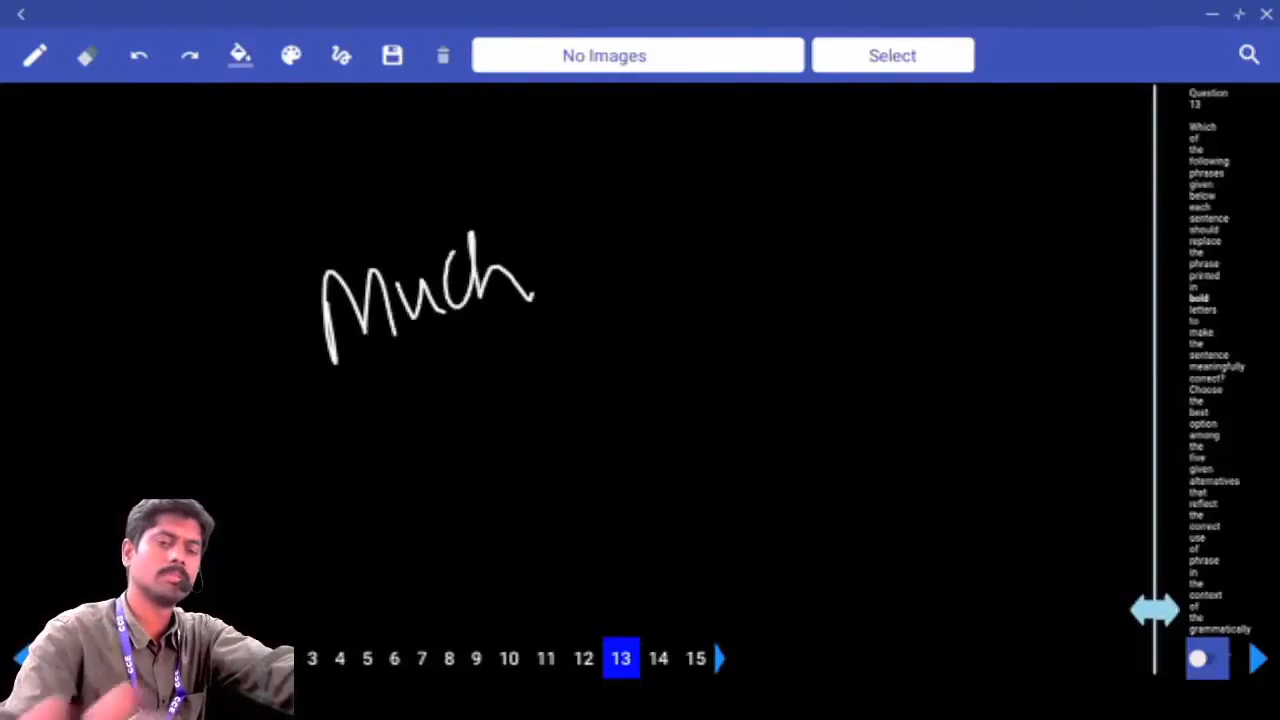 No Images
Select
Question
13
Which
of
the
following
phrases
given
below
each
sentence
should
replace
the
phrase
printed
in
bold
letters
to
make
the
sentence
meaningfully
correct?
Choose
the
best
option
among
the
five
given
alternatives
that
reflect
the
correct
use
of
phrase
in
the
context
of
the
grammatically
Much
CCE
3 4 5 6 7 8 9 10 11 12 13 14 15